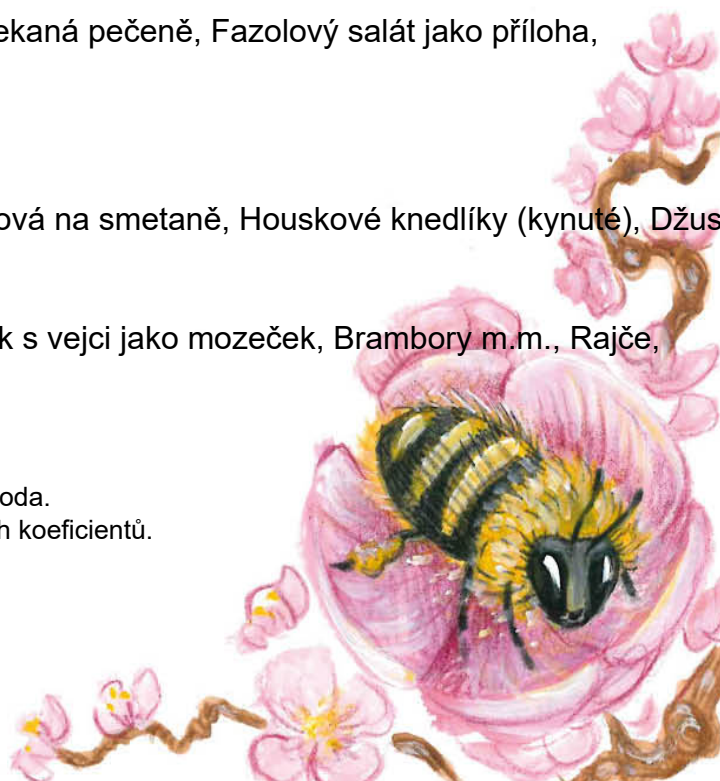 ekaná pečeně, Fazolový salát jako příloha,
ová na smetaně, Houskové knedlíky (kynuté), Džus
k s vejci jako mozeček, Brambory m.m., Rajče,
oda.
h koeficientů.